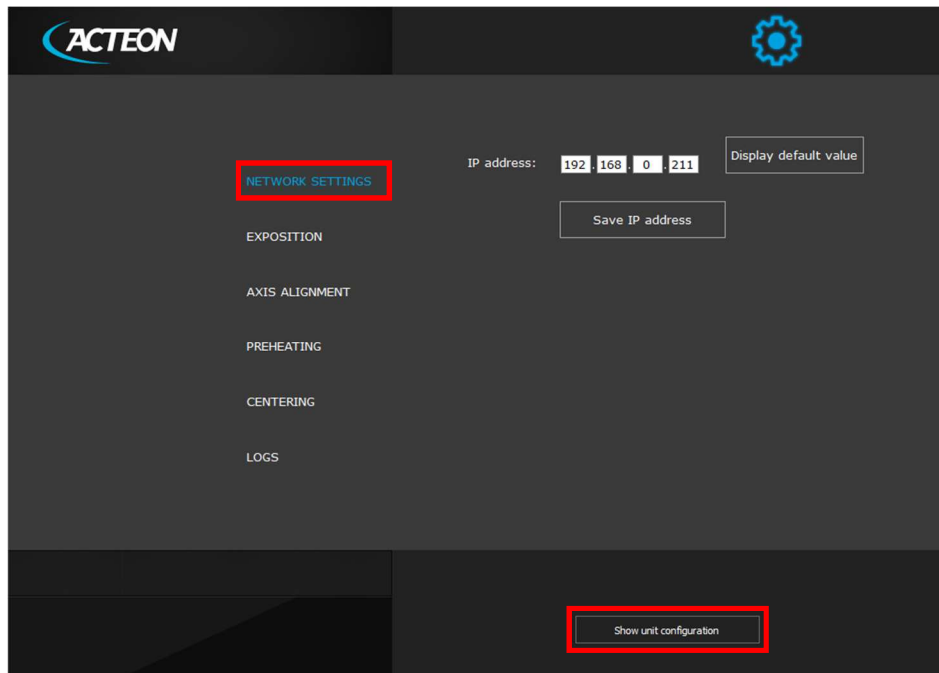 ACTEON
NETWORK SETTINGS
EXPOSITION
AXIS ALIGNMENT
PREHEATING
CENTERING
LOGS
IP address: 192 . 168 . 0 . 211 Display default value
Save IP address
Show unit configuration